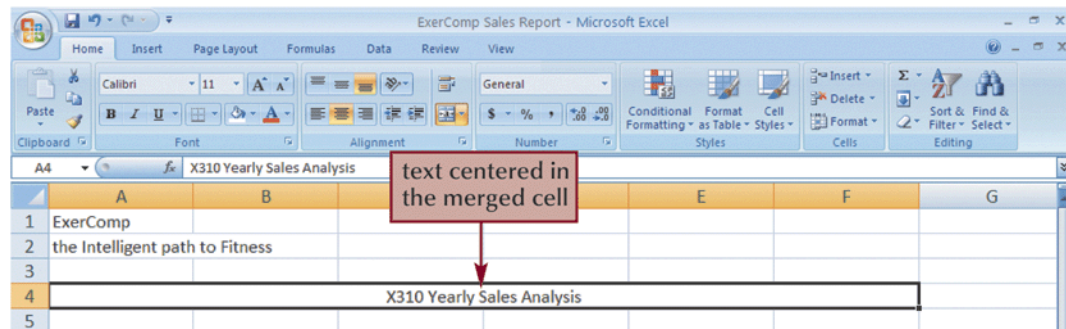 ExerComp Sales Report - Microsoft Excel
Home Insert Page Layout Formulas Data Review View
Calibri 11 A A General Insert Σ
Paste B I U A $ % , .0 .00 .00 .0 Conditional Formatting Format as Table Cell Styles Delete Format Sort & Filter Find & Select
Clipboard Font Alignment Number Styles Cells Editing
A4 fx X310 Yearly Sales Analysis
text centered in
the merged cell
A B E F G
1 ExerComp
2 the Intelligent path to Fitness
3
4 X310 Yearly Sales Analysis
5